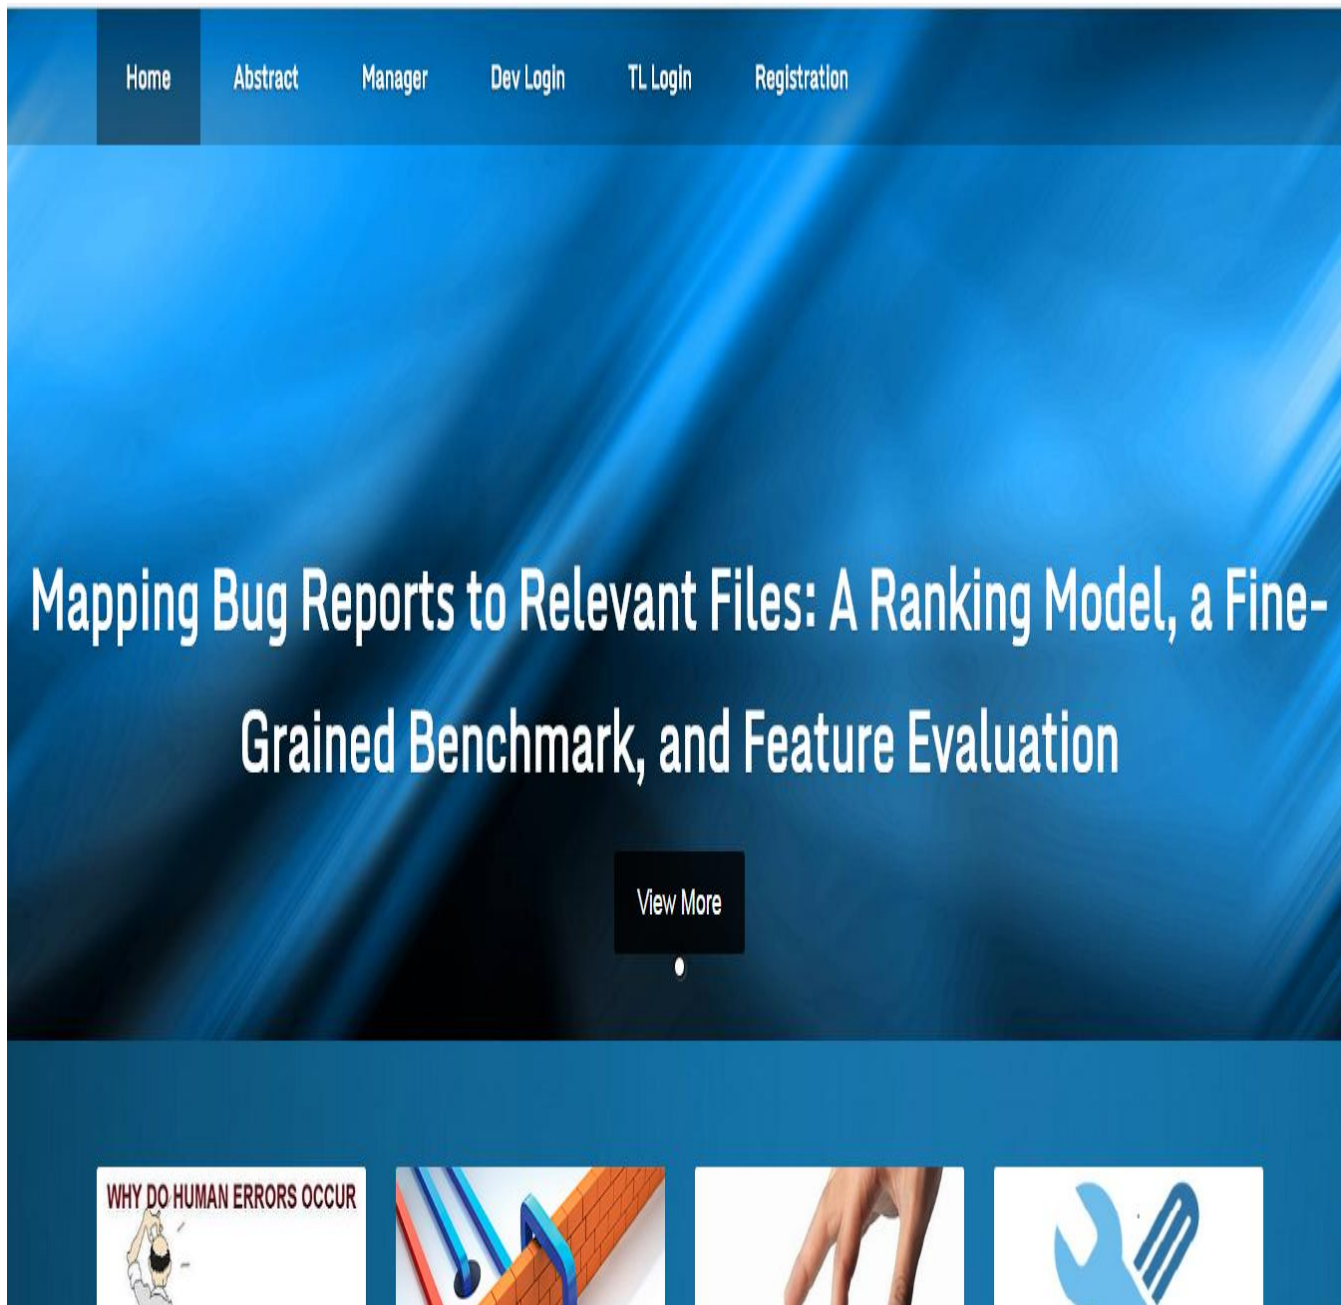 Home Abstract Manager Dev Login TL Login Registration
Mapping Bug Reports to Relevant Files: A Ranking Model, a Fine-
Grained Benchmark, and Feature Evaluation
View More
WHY DO HUMAN ERRORS OCCUR